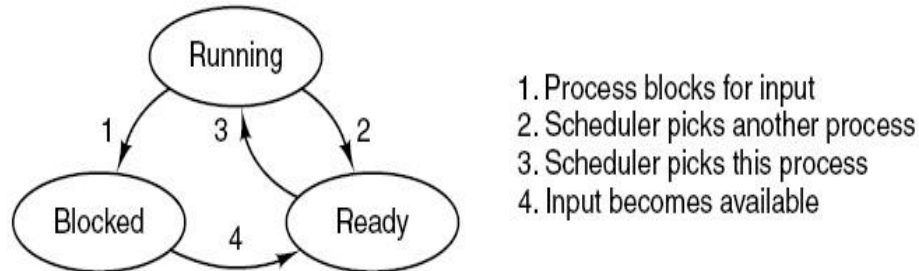 Running
1. Process blocks for input
2. Scheduler picks another process
3. Scheduler picks this process
4. Input becomes available
1
3
2
Blocked
4
Ready